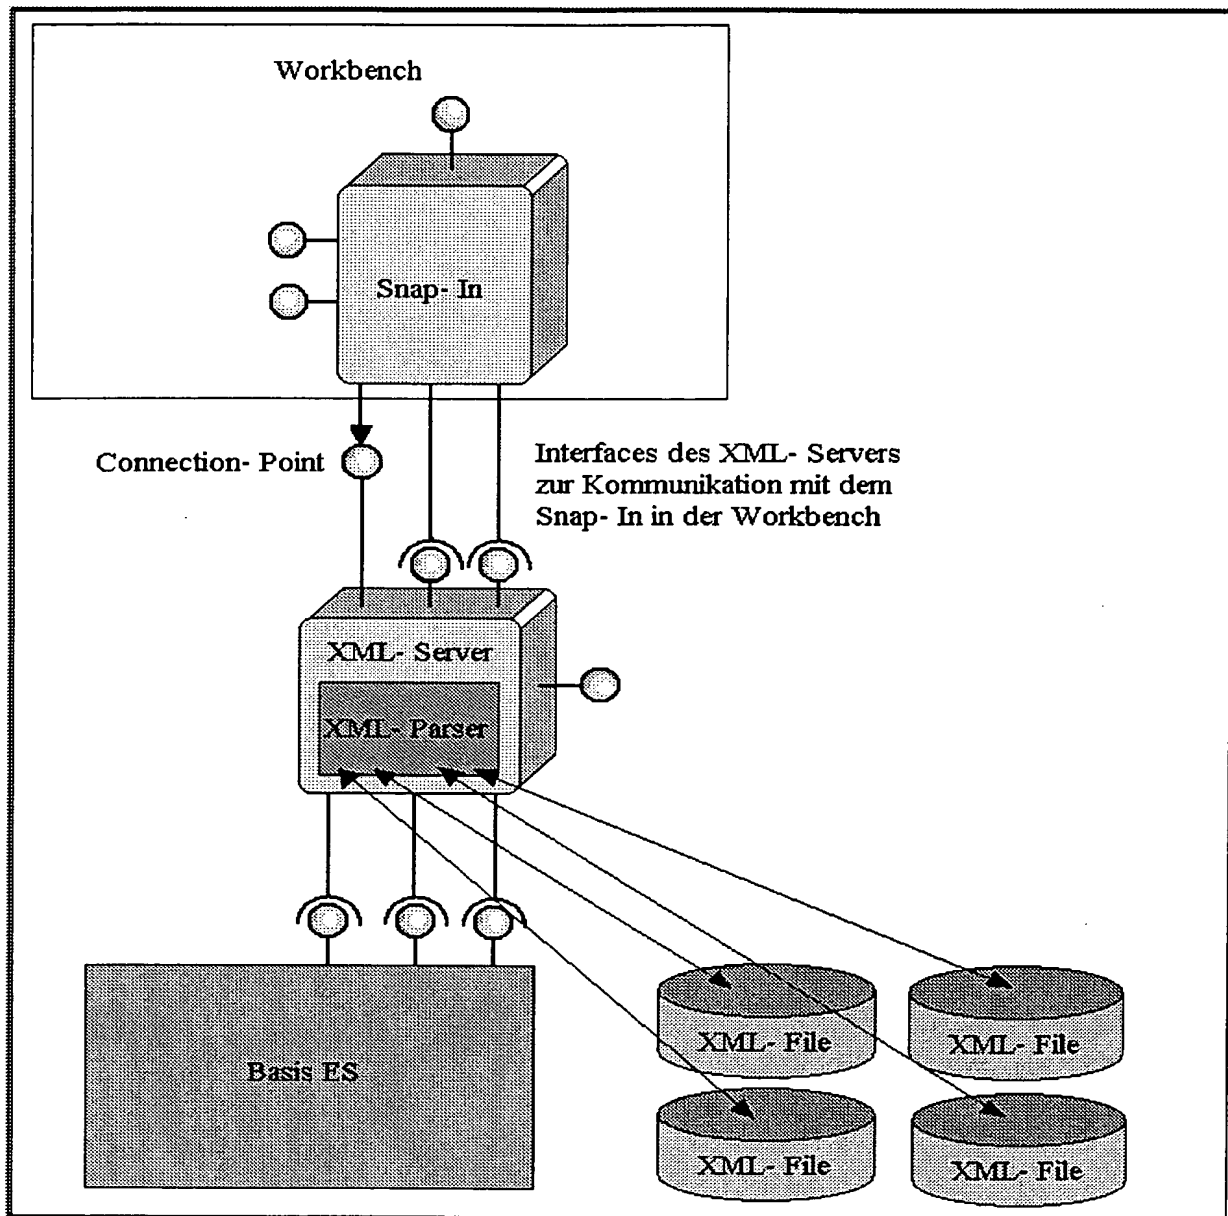 Workbench
Snap- In
Connection- Point
Interfaces des XML- Servers
zur Kommunikation mit dem
Snap- In in der Workbench
XML- Server
XML- Parser
Basis ES
XML- File
XML- File
XML- File
XML- File